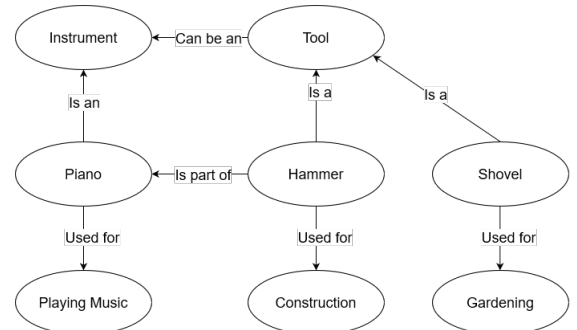 Instrument
Can be an
Tool
Is an
Is a
Is a
Piano
Is part of
Hammer
Shovel
Used for
Used for
Used for
Playing Music
Construction
Gardening